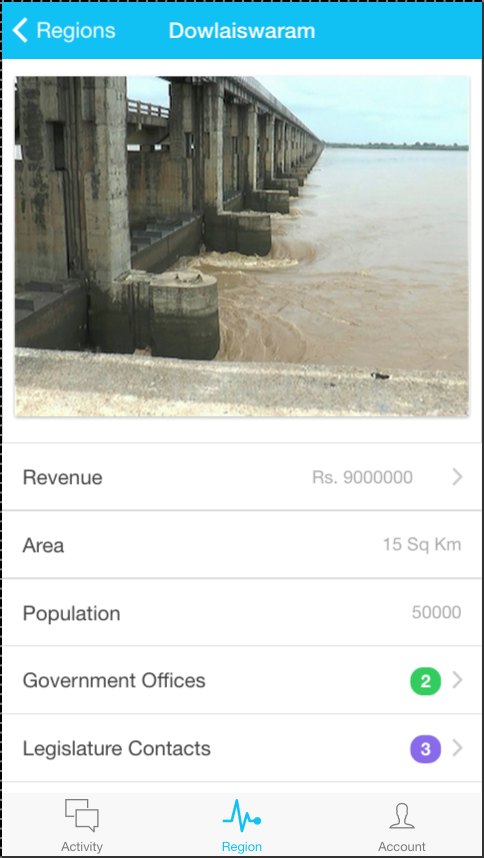 Regions Dowlaiswaram
Revenue Rs. 9000000
Area 15 Sq Km
Population 50000
Government Offices 2
Legislature Contacts 3
Activity Region Account